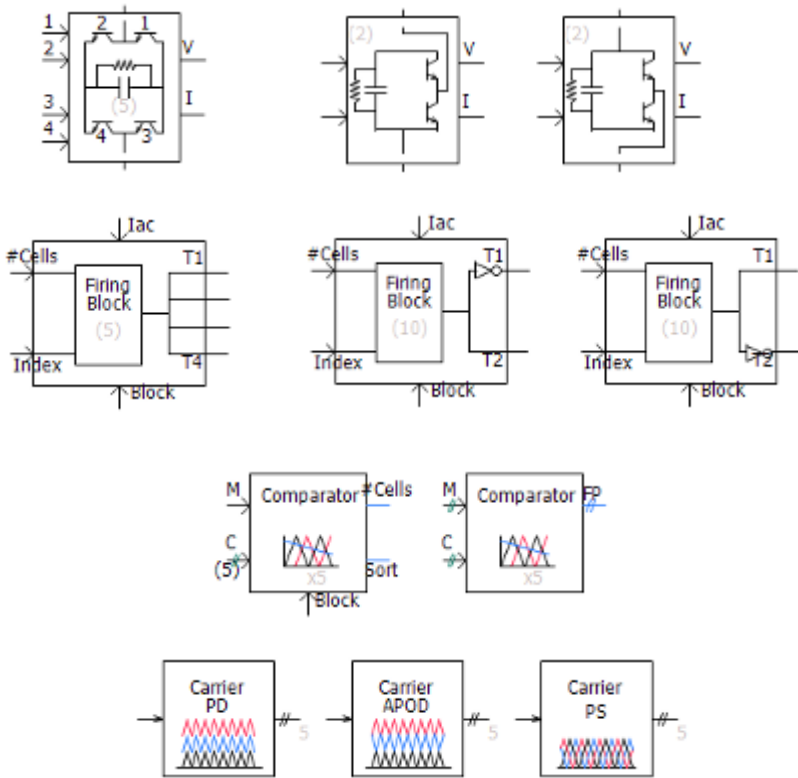 1 2 1 V
2
3 (5) I
4 4 3
(2) V
I
(2) V
I
Iac
#Cells T1
Firing
Block
(5)
Index T4
Block
Iac
#Cells T1
Firing
Block
(10)
Index T2
Block
Iac
#Cells T1
Firing
Block
(10)
Index T2
Block
M Comparator #Cells
C
(5) x5 Sort
Block
M Comparator FP
C
x5
Carrier
PD
5
Carrier
APOD
5
Carrier
PS
5